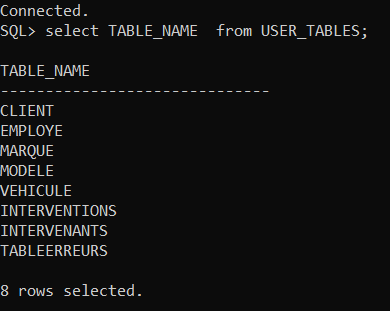 Connected.
SQL> select TABLE_NAME  from USER_TABLES;
TABLE_NAME
------------------------------
CLIENT
EMPLOYE
MARQUE
MODELE
VEHICULE
INTERVENTIONS
INTERVENANTS
TABLEERREURS
8 rows selected.